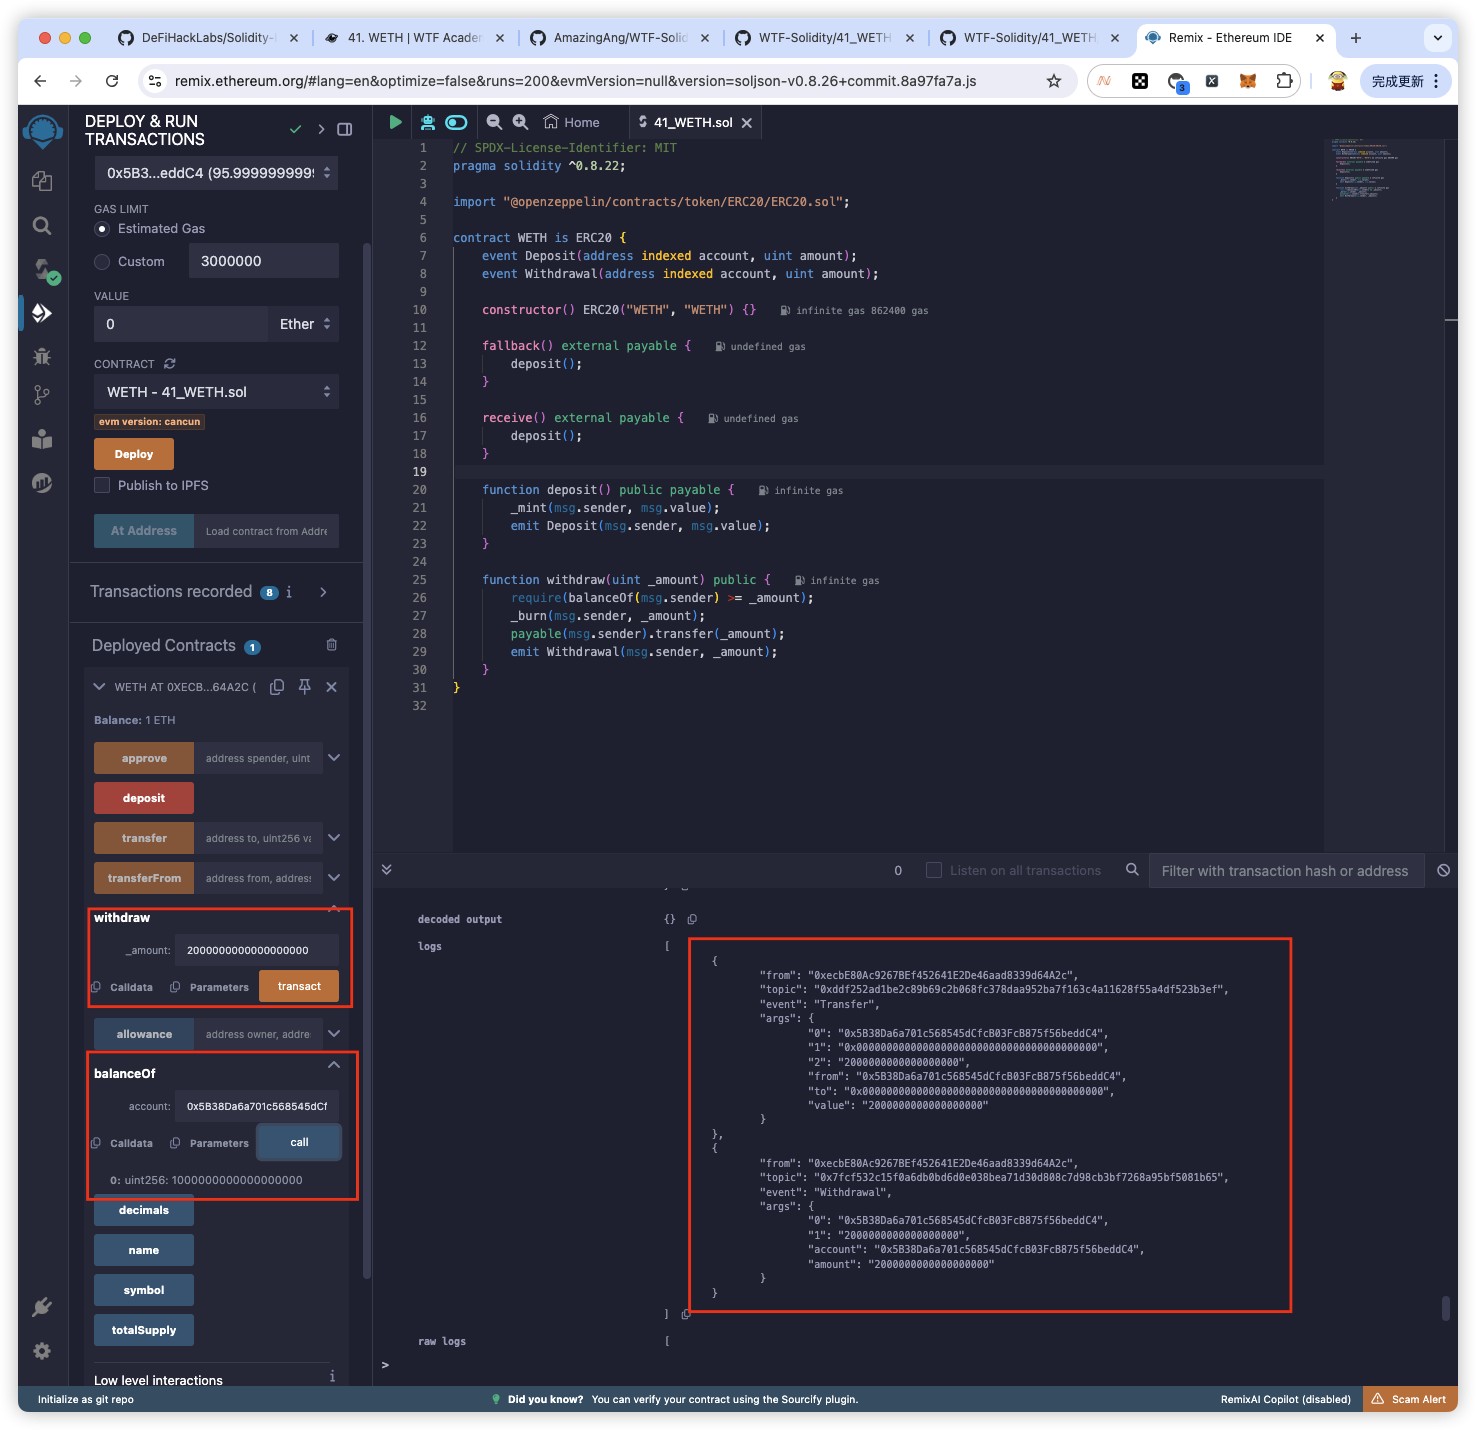 DeFiHackLabs/Solidity-
41. WETH | WTF Acade
AmazingAng/WTF-Solid
WTF-Solidity/41_WETH
WTF-Solidity/41_WETH
Remix - Ethereum IDE
remix.ethereum.org/#lang=en&optimize=false&runs=200&evmVersion=null&version=soljson-v0.8.26+commit.8a97fa7a.js
3
完成更新
DEPLOY & RUN
TRANSACTIONS
0x5B3...eddC4 (95.9999999999
GAS LIMIT
Estimated Gas
Custom
3000000
VALUE
0
Ether
CONTRACT
WETH - 41_WETH.sol
evm version: cancun
Deploy
Publish to IPFS
At Address
Load contract from Addre
Transactions recorded 8 i
Deployed Contracts 1
WETH AT 0XECB...64A2C (
Balance: 1 ETH
approve
address spender, uint
deposit
transfer
address to, uint256 va
transferFrom
address from, address
withdraw
_amount:
2000000000000000000
Calldata
Parameters
transact
allowance
address owner, addre
balanceOf
account:
0x5B38Da6a701c568545dCf
Calldata
Parameters
call
0: uint256: 1000000000000000000
decimals
name
symbol
totalSupply
Low level interactions
i
Home
41_WETH.sol
1 // SPDX-License-Identifier: MIT
2 pragma solidity ^0.8.22;
3
4 import "@openzeppelin/contracts/token/ERC20/ERC20.sol";
5
6 contract WETH is ERC20 {
7 event Deposit(address indexed account, uint amount);
8 event Withdrawal(address indexed account, uint amount);
9
10 constructor() ERC20("WETH", "WETH") {} infinite gas 862400 gas
11
12 fallback() external payable { undefined gas
13 deposit();
14 }
15
16 receive() external payable { undefined gas
17 deposit();
18 }
19
20 function deposit() public payable { infinite gas
21 _mint(msg.sender, msg.value);
22 emit Deposit(msg.sender, msg.value);
23 }
24
25 function withdraw(uint _amount) public { infinite gas
26 require(balanceOf(msg.sender) >= _amount);
27 _burn(msg.sender, _amount);
28 payable(msg.sender).transfer(_amount);
29 emit Withdrawal(msg.sender, _amount);
30 }
31 }
32
0
Listen on all transactions
Filter with transaction hash or address
decoded output
{}
logs
[
{
"from": "0xecbE80Ac9267BEf452641E2De46aad8339d64A2c",
"topic": "0xddf252ad1be2c89b69c2b068fc378daa952ba7f163c4a11628f55a4df523b3ef",
"event": "Transfer",
"args": {
"0": "0x5B38Da6a701c568545dCfcB03FcB875f56beddC4",
"1": "0x0000000000000000000000000000000000000000",
"2": "2000000000000000000",
"from": "0x5B38Da6a701c568545dCfcB03FcB875f56beddC4",
"to": "0x0000000000000000000000000000000000000000",
"value": "2000000000000000000"
}
},
{
"from": "0xecbE80Ac9267BEf452641E2De46aad8339d64A2c",
"topic": "0x7fcf532c15f0a6db0bd6d0e038bea71d30d808c7d98cb3bf7268a95bf5081b65",
"event": "Withdrawal",
"args": {
"0": "0x5B38Da6a701c568545dCfcB03FcB875f56beddC4",
"1": "2000000000000000000",
"account": "0x5B38Da6a701c568545dCfcB03FcB875f56beddC4",
"amount": "2000000000000000000"
}
}
]
raw logs
[
>
Initialize as git repo
Did you know? You can verify your contract using the Sourcify plugin.
RemixAI Copilot (disabled)
Scam Alert